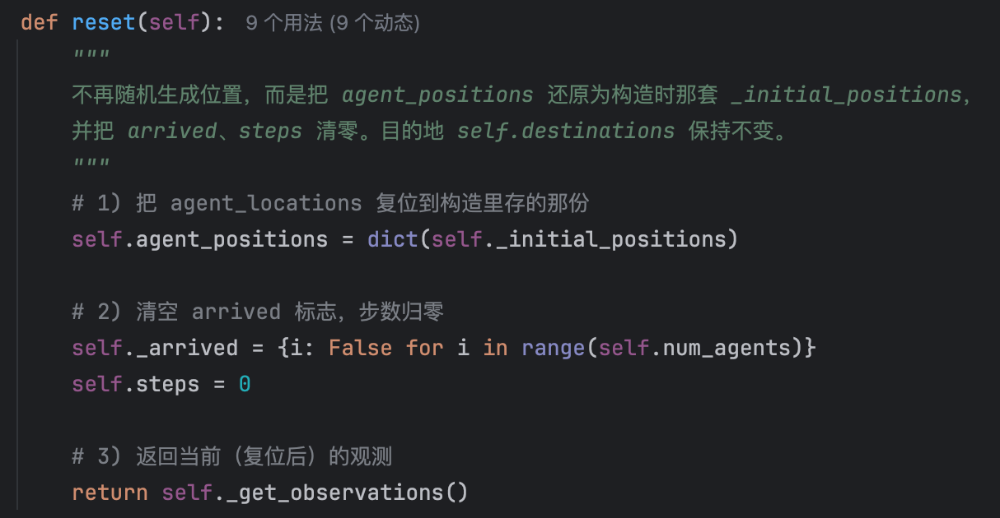 def reset(self):  9 个用法 (9 个动态)
    """
    不再随机生成位置，而是把 agent_positions 还原为构造时那套 _initial_positions，
    并把 arrived、steps 清零。目的地 self.destinations 保持不变。
    """
    # 1) 把 agent_locations 复位到构造里存的那份
    self.agent_positions = dict(self._initial_positions)

    # 2) 清空 arrived 标志，步数归零
    self._arrived = {i: False for i in range(self.num_agents)}
    self.steps = 0

    # 3) 返回当前（复位后）的观测
    return self._get_observations()